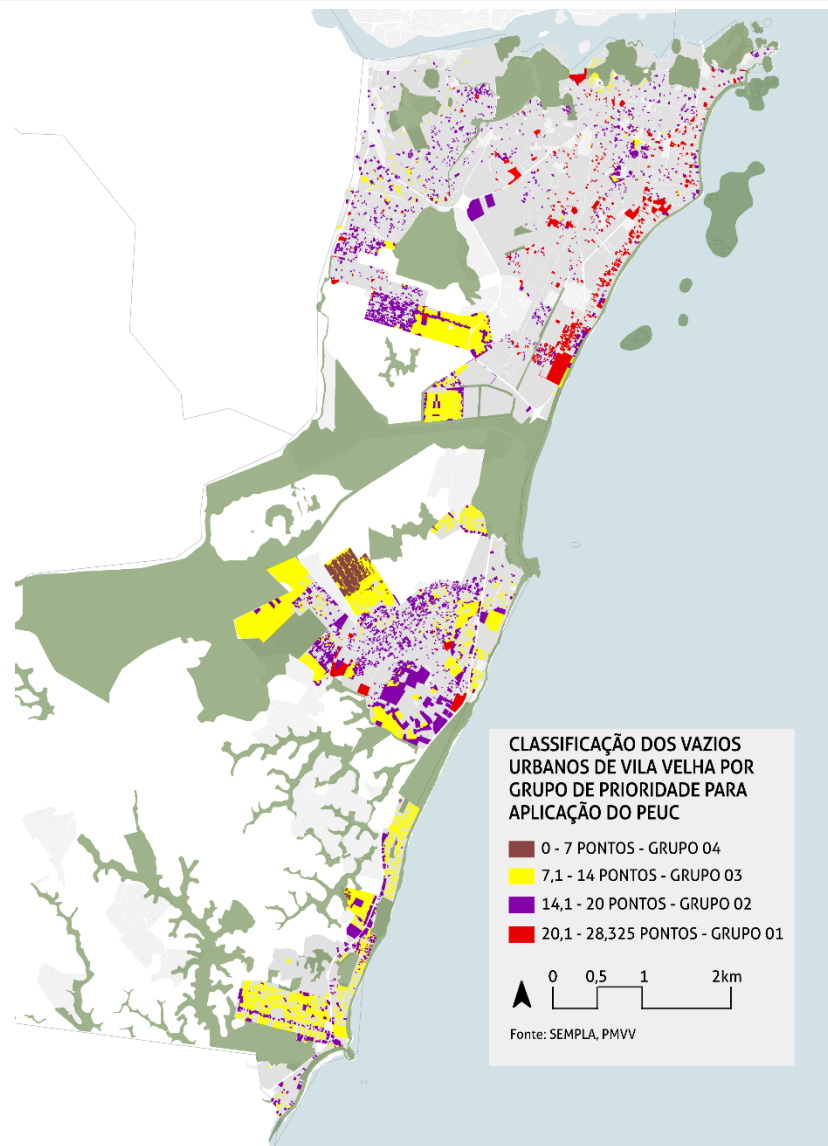 CLASSIFICAÇÃO DOS VAZIOS
URBANOS DE VILA VELHA POR
GRUPO DE PRIORIDADE PARA
APLICAÇÃO DO PEUC
0 - 7 PONTOS - GRUPO 04
7,1 - 14 PONTOS - GRUPO 03
14,1 - 20 PONTOS - GRUPO 02
20,1 - 28,325 PONTOS - GRUPO 01
0 0,5 1 2km
Fonte: SEMPLA, PMVV